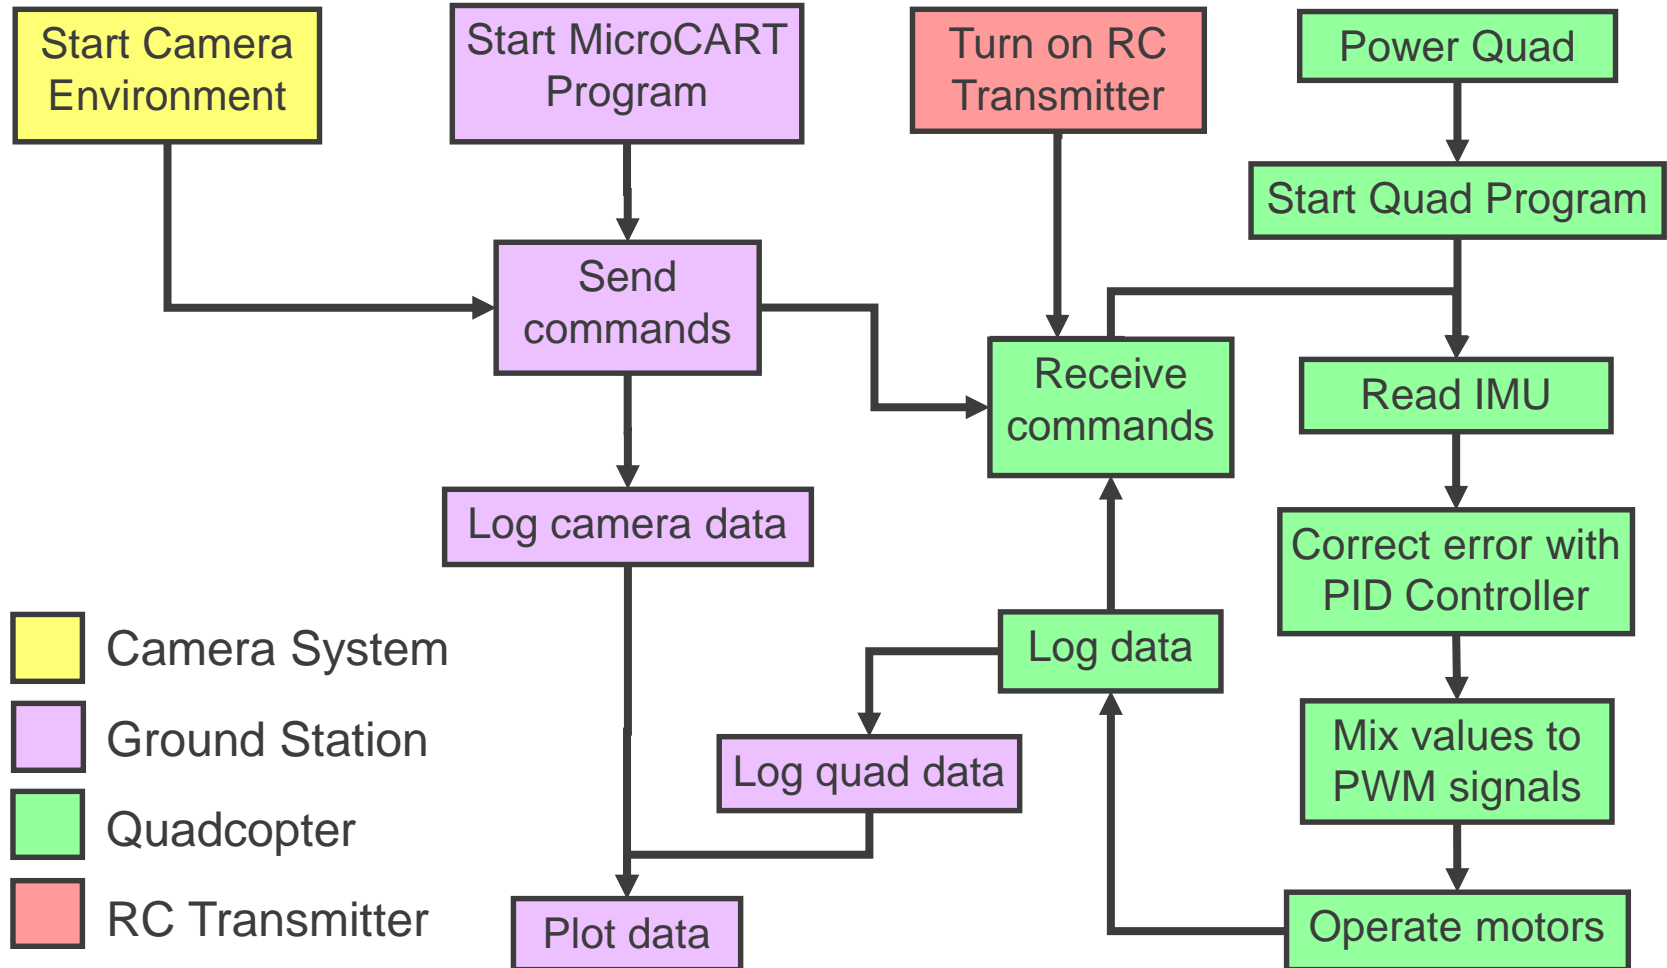 Start Camera
Environment
Start MicroCART
Program
Turn on RC
Transmitter
Power Quad
Start Quad Program
Send
commands
Receive
commands
Read IMU
Log camera data
Correct error with
PID Controller
Log data
Mix values to
PWM signals
Log quad data
Plot data
Operate motors
Camera System
Ground Station
Quadcopter
RC Transmitter